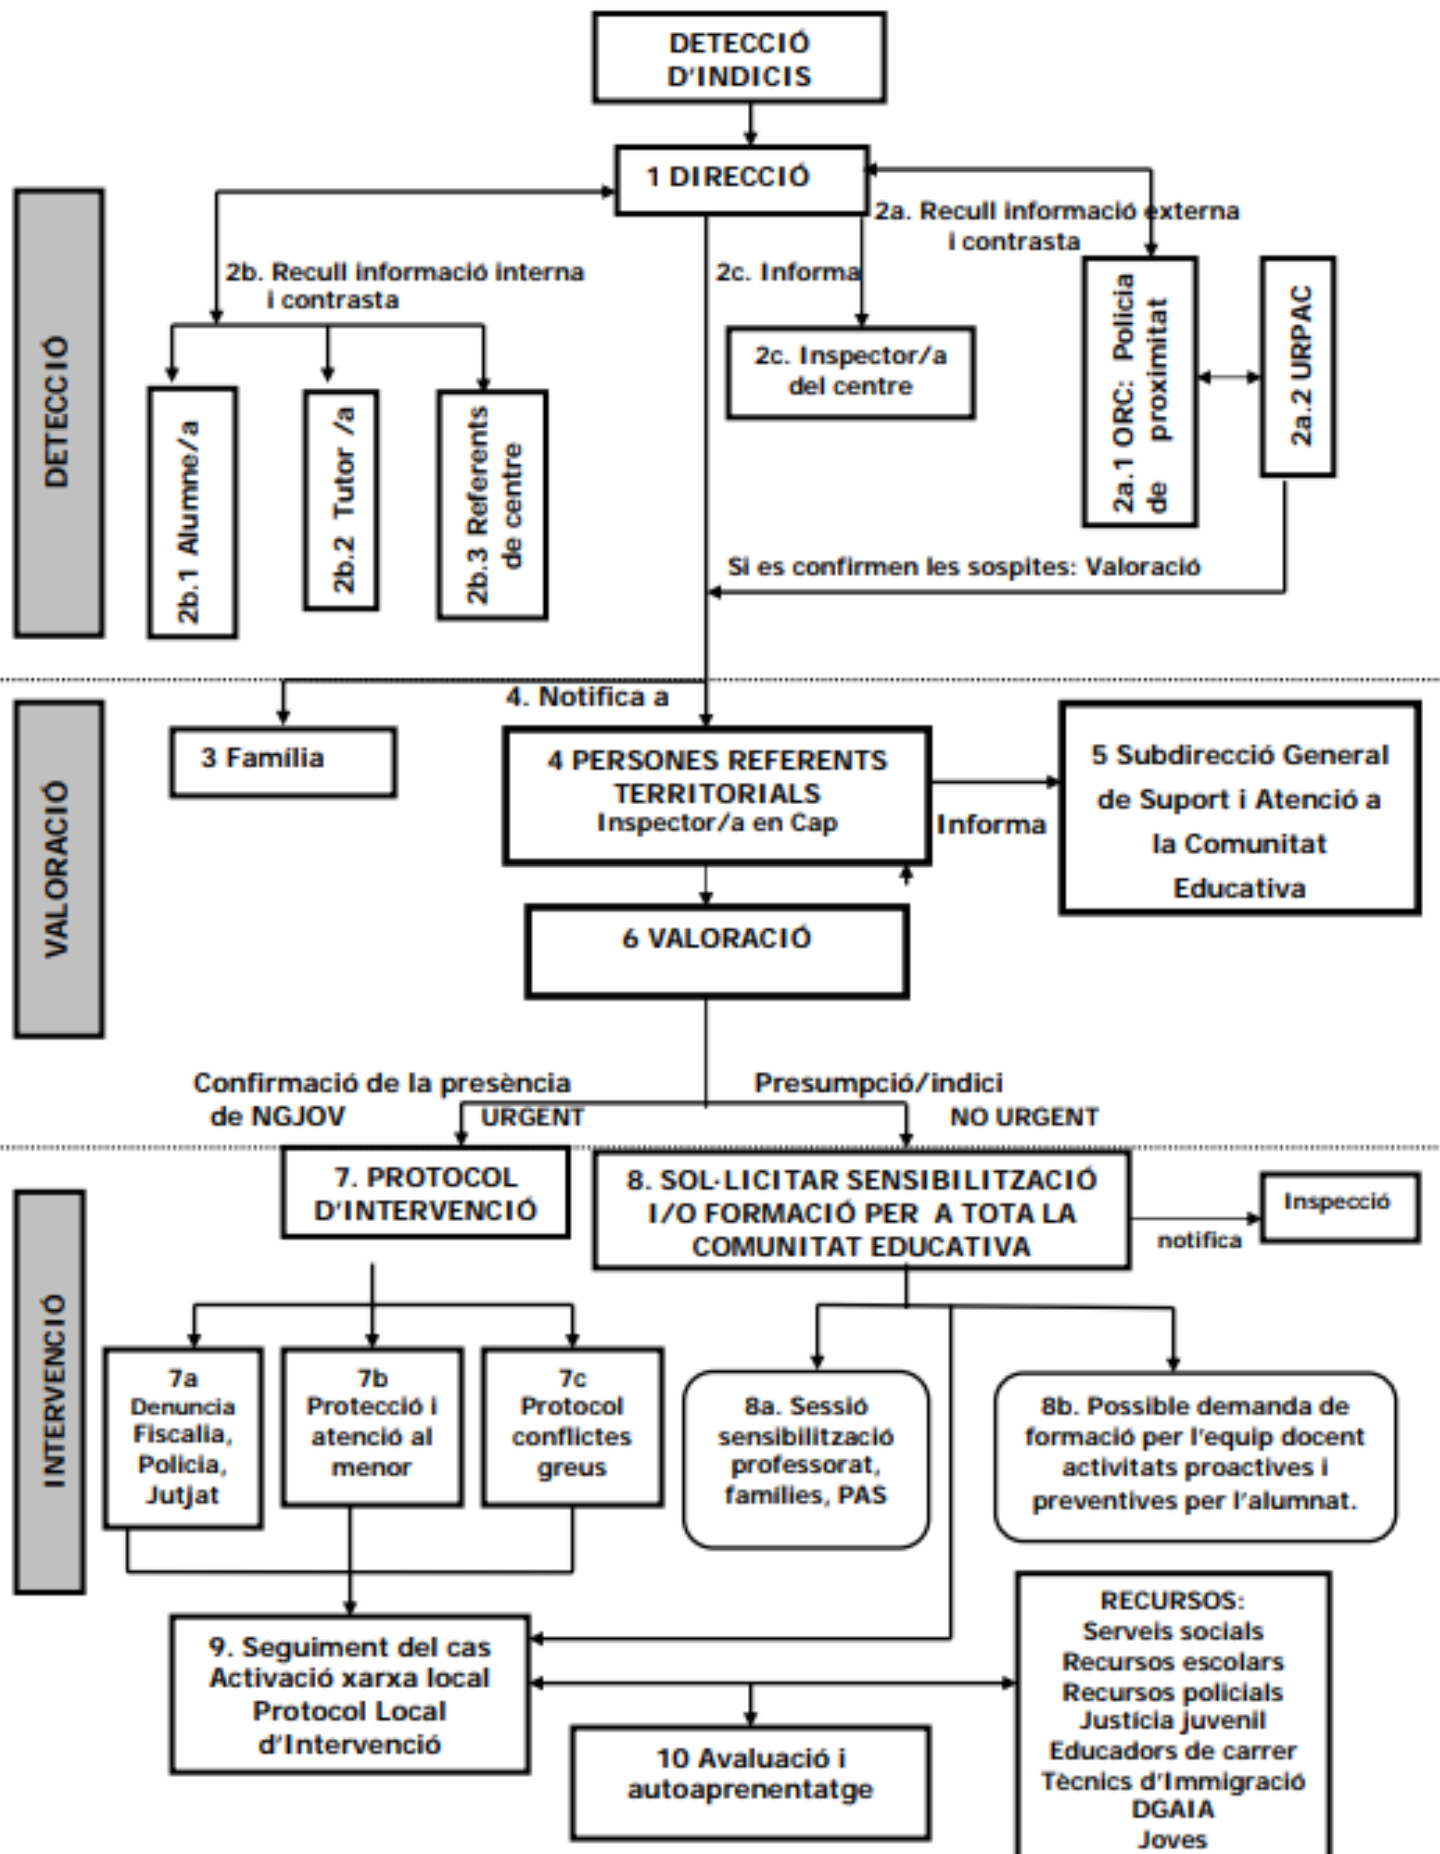 DETECCIÓ
D'INDICIS
1 DIRECCIÓ
2a. Recull informació externa
i contrasta
2b. Recull informació interna
i contrasta
2c. Informa
DETECCIÓ
2b.1 Alumne/a
2b.2 Tutor /a
2b.3 Referents
de centre
2c. Inspector/a
del centre
2a.1 ORC: Policia
de proximitat
2a.2 URPAC
Si es confirmen les sospites: Valoració
4. Notifica a
VALORACIÓ
3 Família
4 PERSONES REFERENTS
TERRITORIALS
Inspector/a en Cap
Informa
5 Subdirecció General
de Suport i Atenció a
la Comunitat
Educativa
6 VALORACIÓ
Confirmació de la presència
de NGJOV
URGENT
Presumpció/indici
NO URGENT
INTERVENCIÓ
7. PROTOCOL
D'INTERVENCIÓ
8. SOL·LICITAR SENSIBILITZACIÓ
I/O FORMACIÓ PER A TOTA LA
COMUNITAT EDUCATIVA
notifica
Inspecció
7a
Denuncia
Fiscalia,
Policia,
Jutjat
7b
Protecció i
atenció al
menor
7c
Protocol
conflictes
greus
8a. Sessió
sensibilització
professorat,
famílies, PAS
8b. Possible demanda de
formació per l'equip docent
activitats proactives i
preventives per l'alumnat.
9. Seguiment del cas
Activació xarxa local
Protocol Local
d'Intervenció
10 Avaluació i
autoaprenentatge
RECURSOS:
Serveis socials
Recursos escolars
Recursos policials
Justícia juvenil
Educadors de carrer
Tècnics d'Immigració
DGAIA
Joves